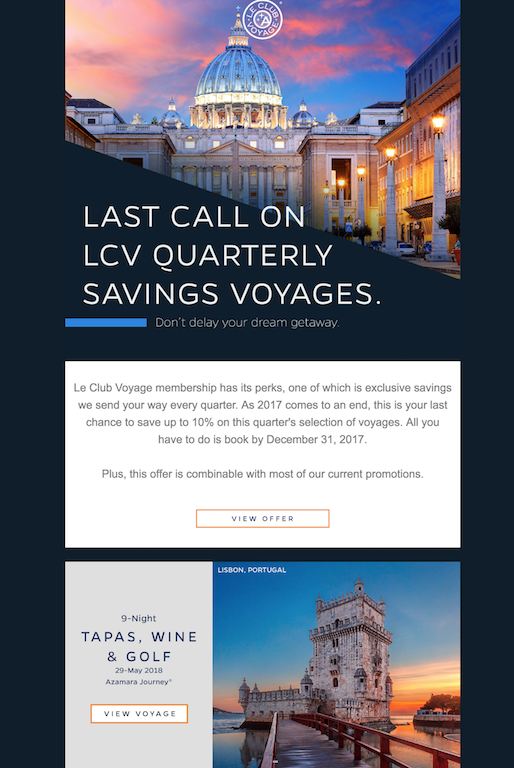 LE CLUB
VOYAGE
LAST CALL ON
LCV QUARTERLY
SAVINGS VOYAGES.
Don't delay your dream getaway.
Le Club Voyage membership has its perks, one of which is exclusive savings
we send your way every quarter. As 2017 comes to an end, this is your last
chance to save up to 10% on this quarter's selection of voyages. All you
have to do is book by December 31, 2017.
Plus, this offer is combinable with most of our current promotions.
VIEW OFFER
LISBON, PORTUGAL
9-Night
TAPAS, WINE
& GOLF
29-May 2018
Azamara Journey®
VIEW VOYAGE